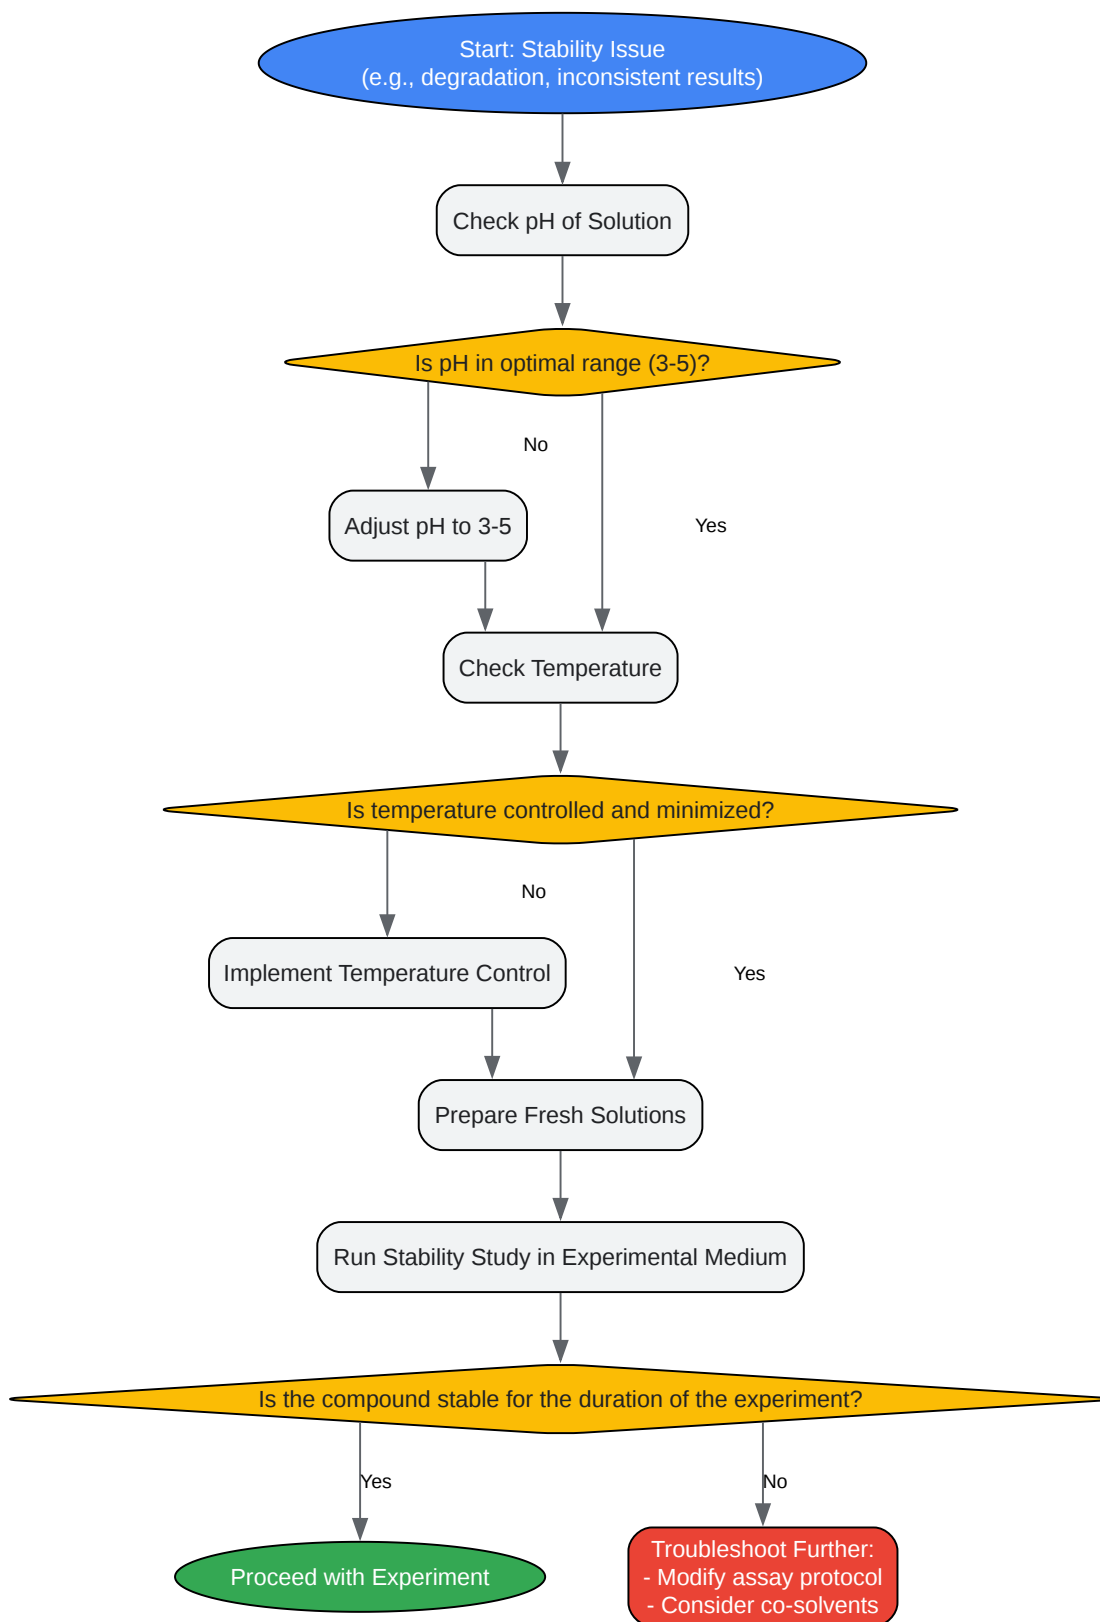 Start: Stability Issue
(e.g., degradation, inconsistent results)
Check pH of Solution
Is pH in optimal range (3-5)?
No
Adjust pH to 3-5
Yes
Check Temperature
Is temperature controlled and minimized?
No
Implement Temperature Control
Yes
Prepare Fresh Solutions
Run Stability Study in Experimental Medium
Is the compound stable for the duration of the experiment?
Yes
No
Proceed with Experiment
Troubleshoot Further:
- Modify assay protocol
- Consider co-solvents